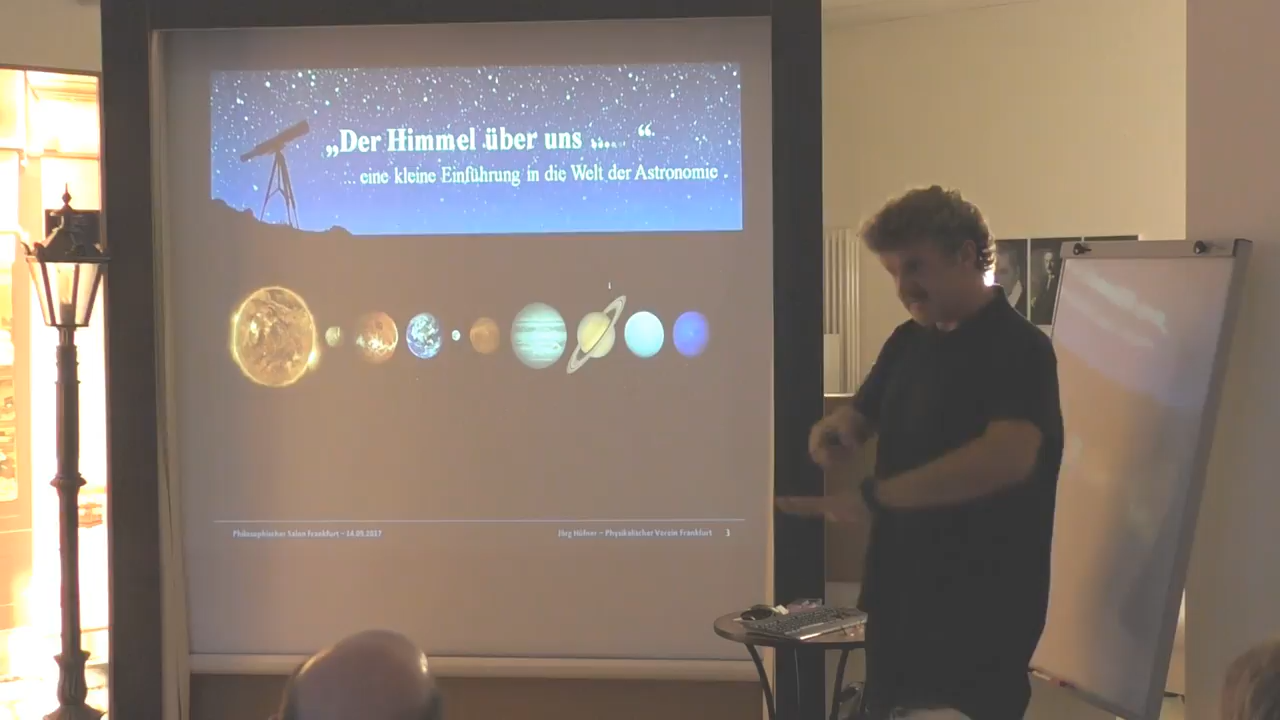 „Der Himmel über uns .... “
... eine kleine Einführung in die Welt der Astronomie
Philosophischer Salon Frankfurt – 14.09.2017
Jörg Hüfner – Physikalischer Verein Frankfurt 3